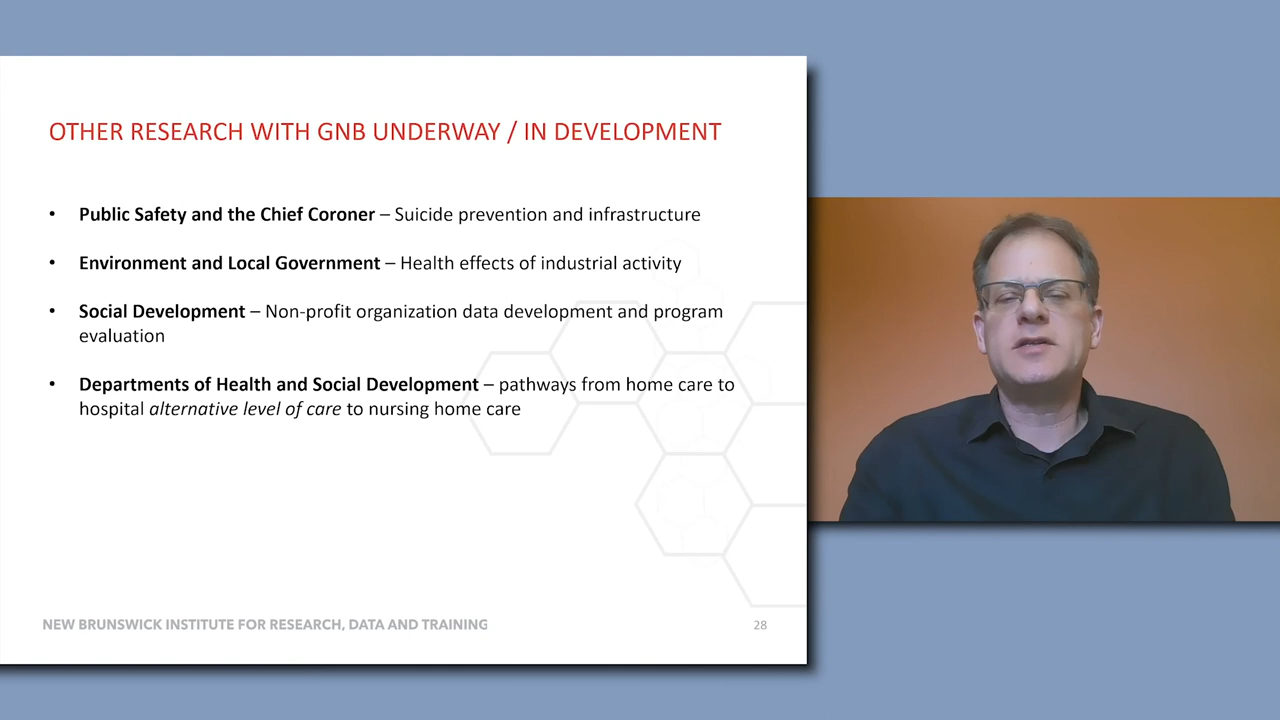 OTHER RESEARCH WITH GNB UNDERWAY / IN DEVELOPMENT
• Public Safety and the Chief Coroner – Suicide prevention and infrastructure
• Environment and Local Government – Health effects of industrial activity
• Social Development – Non-profit organization data development and program
evaluation
• Departments of Health and Social Development – pathways from home care to
hospital alternative level of care to nursing home care
NEW BRUNSWICK INSTITUTE FOR RESEARCH, DATA AND TRAINING
28